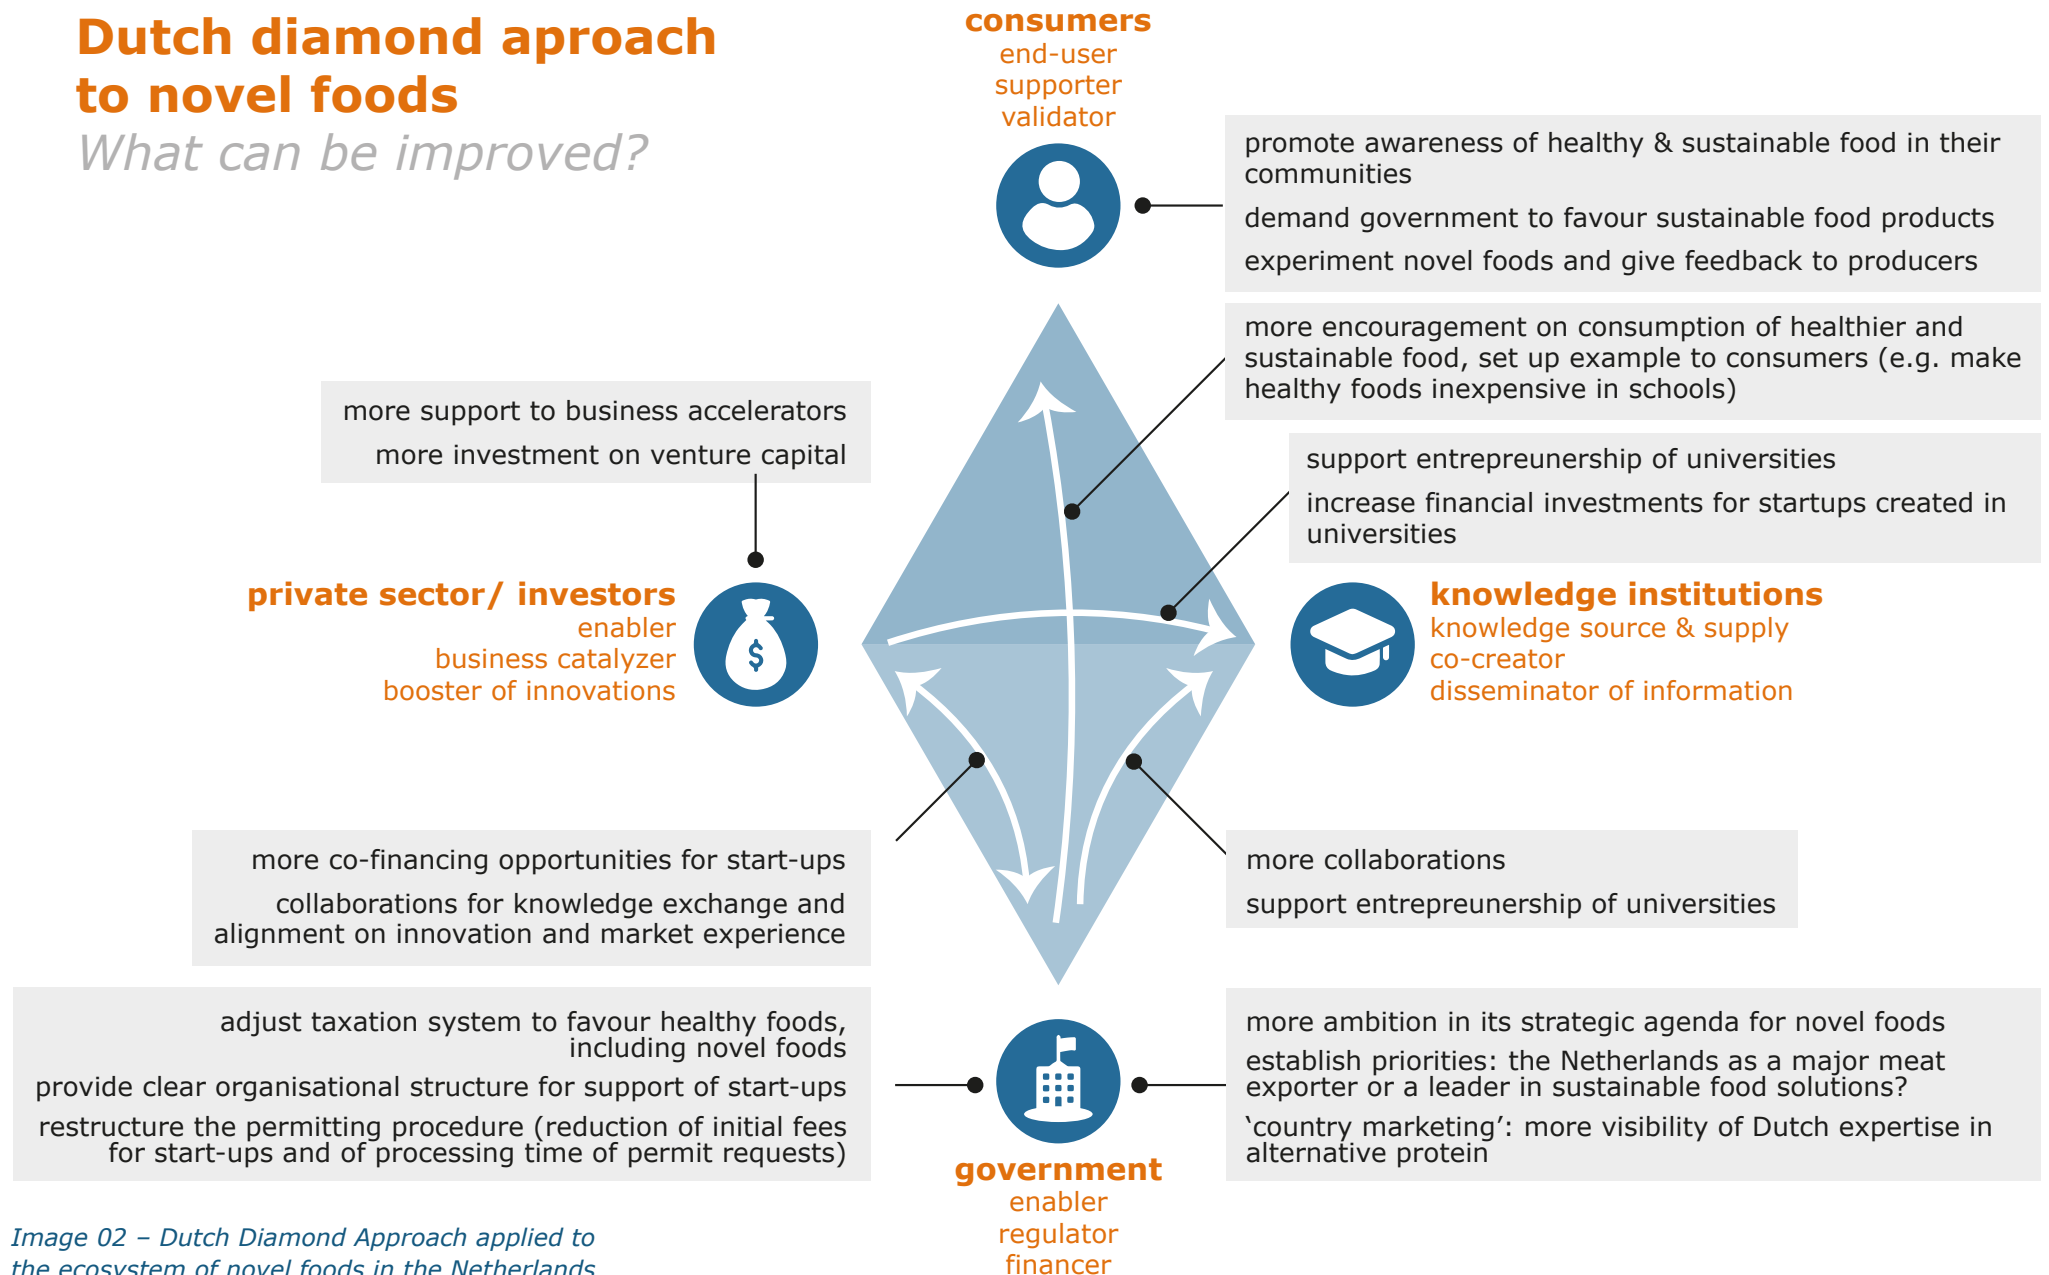 Dutch diamond aproach
to novel foods
What can be improved?
consumers
end-user
supporter
validator
promote awareness of healthy & sustainable food in their
communities
demand government to favour sustainable food products
experiment novel foods and give feedback to producers
more encouragement on consumption of healthier and
sustainable food, set up example to consumers (e.g. make
healthy foods inexpensive in schools)
more support to business accelerators
more investment on venture capital
support entrepreunership of universities
increase financial investments for startups created in
universities
private sector/ investors
enabler
business catalyzer
booster of innovations
$
knowledge institutions
knowledge source & supply
co-creator
disseminator of information
more co-financing opportunities for start-ups
collaborations for knowledge exchange and
alignment on innovation and market experience
more collaborations
support entrepreunership of universities
adjust taxation system to favour healthy foods,
including novel foods
provide clear organisational structure for support of start-ups
restructure the permitting procedure (reduction of initial fees
for start-ups and of processing time of permit requests)
more ambition in its strategic agenda for novel foods
establish priorities: the Netherlands as a major meat
exporter or a leader in sustainable food solutions?
‘country marketing’: more visibility of Dutch expertise in
alternative protein
government
enabler
regulator
financer
Image 02 – Dutch Diamond Approach applied to
the ecosystem of novel foods in the Netherlands